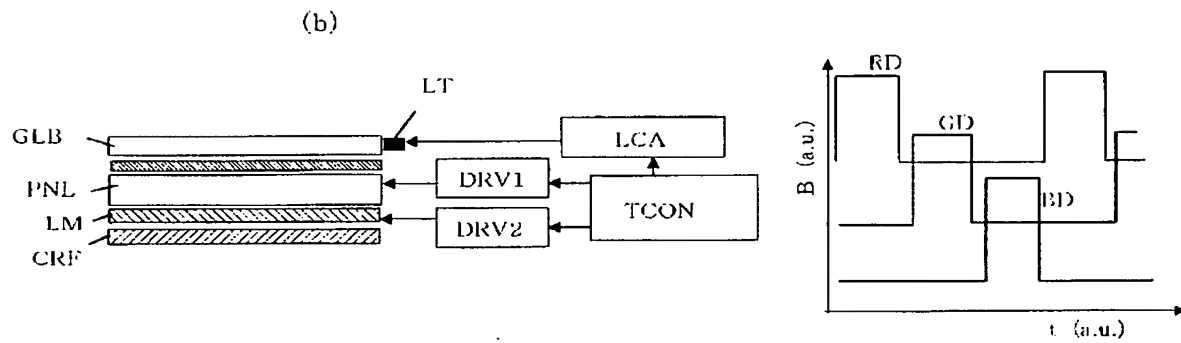 (b)
LT
GLB
LCA
PNL
DRV1
TCON
LM
DRV2
CRF
RD
GD
BD
B (a.u.)
t (a.u.)